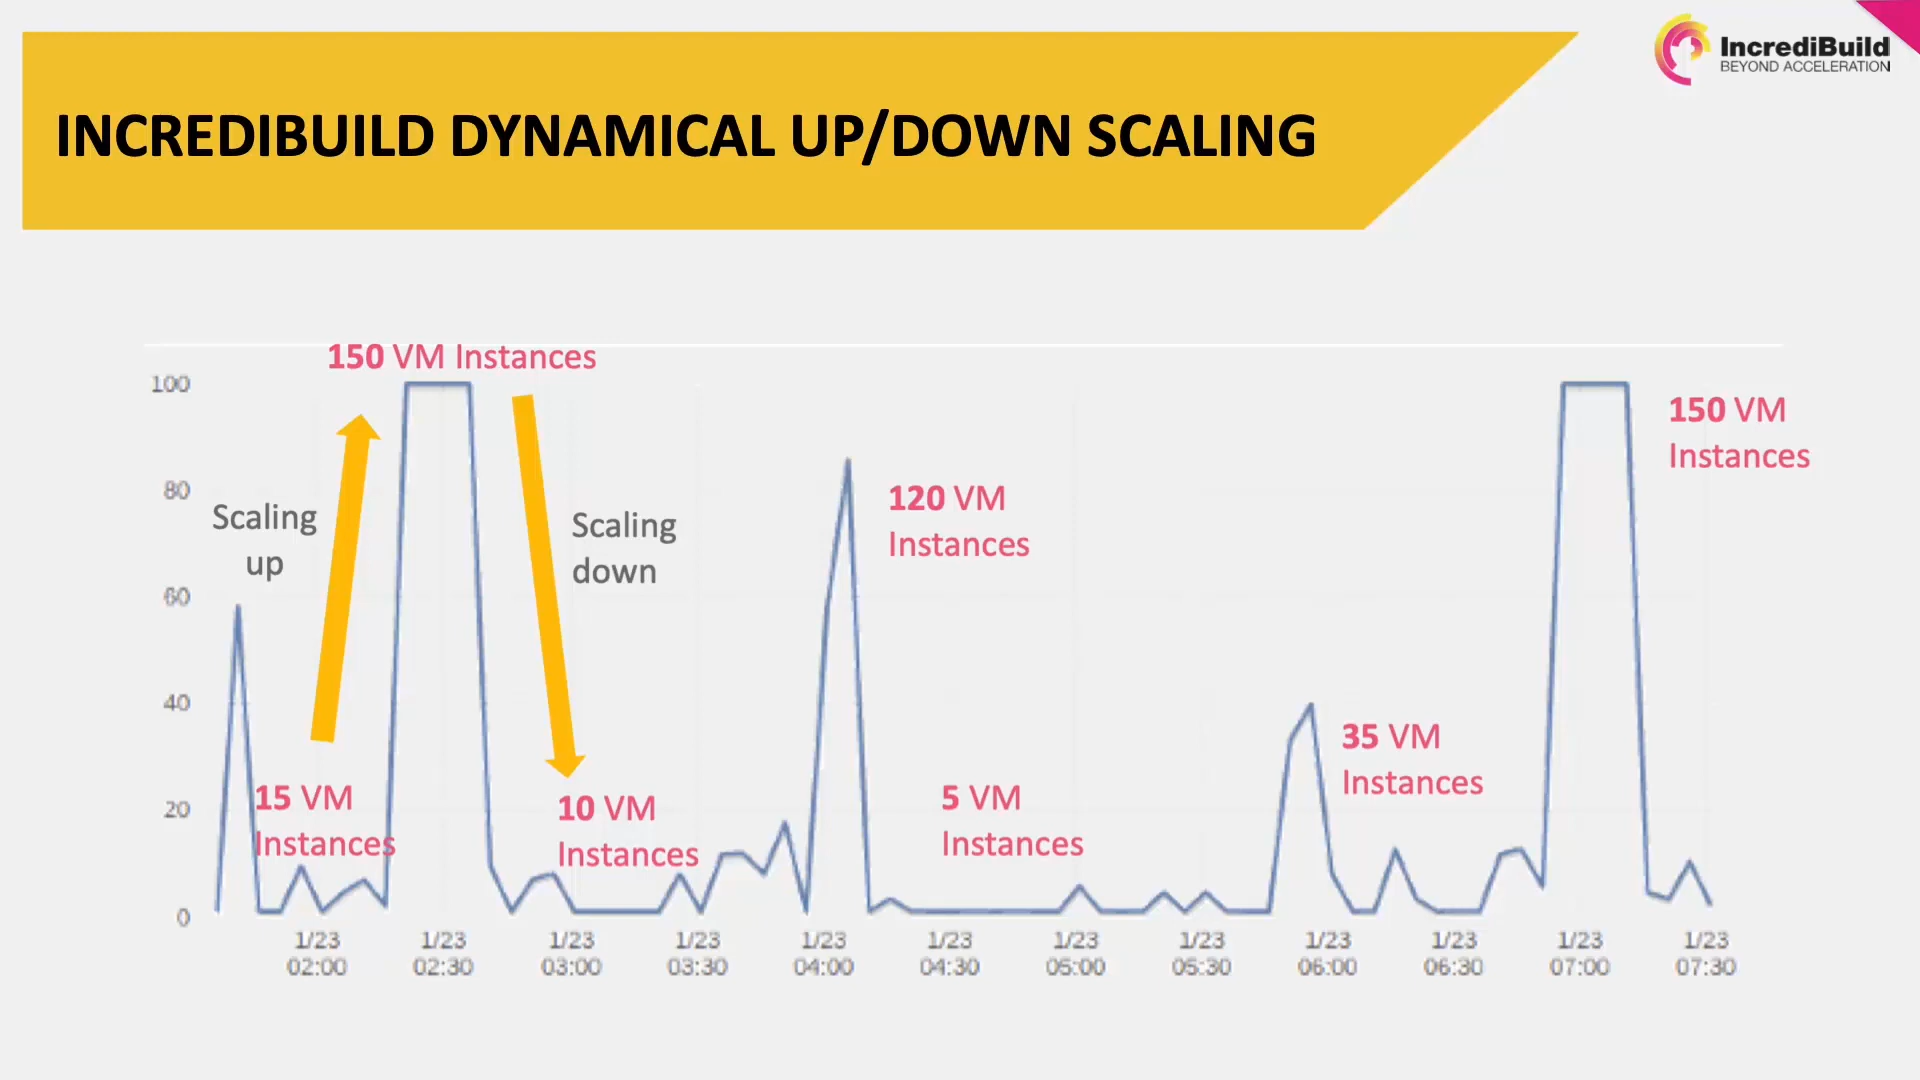 IncrediBuild
BEYOND ACCELERATION
INCREDIBUILD DYNAMICAL UP/DOWN SCALING
150 VM Instances
100
80
60
40
20
0
Scaling
up
Scaling
down
15 VM
Instances
10 VM
Instances
120 VM
Instances
5 VM
Instances
35 VM
Instances
150 VM
Instances
1/23 1/23 1/23 1/23 1/23 1/23 1/23 1/23 1/23 1/23 1/23 1/23
02:00 02:30 03:00 03:30 04:00 04:30 05:00 05:30 06:00 06:30 07:00 07:30